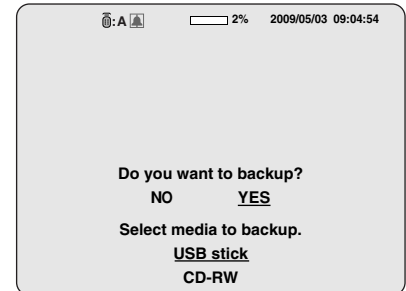 :A 2% 2009/05/03 09:04:54
Do you want to backup?
NO YES
Select media to backup.
USB stick
CD-RW